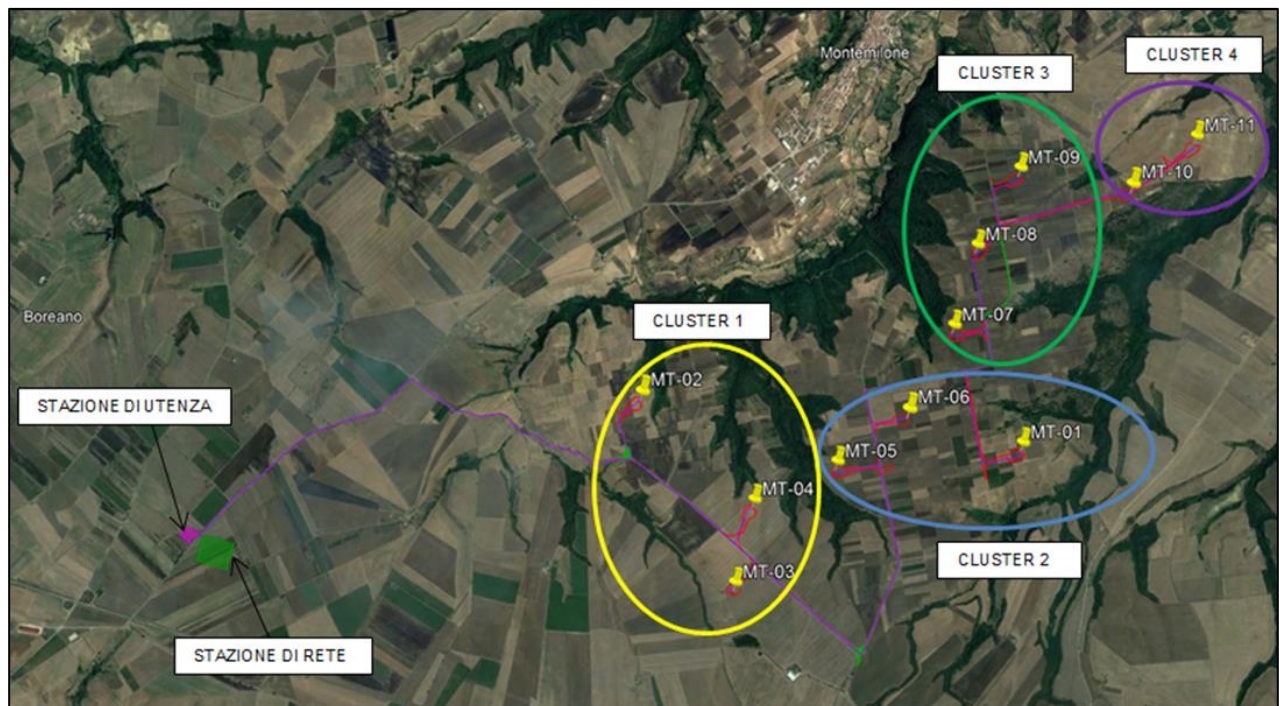 Montemilone
CLUSTER 3
CLUSTER 4
MT-11
MT-09
MT-10
MT-08
Boreano
CLUSTER 1
MT-07
MT-02
STAZIONE DI UTENZA
MT-06
MT-01
MT-05
MT-04
CLUSTER 2
MT-03
STAZIONE DI RETE